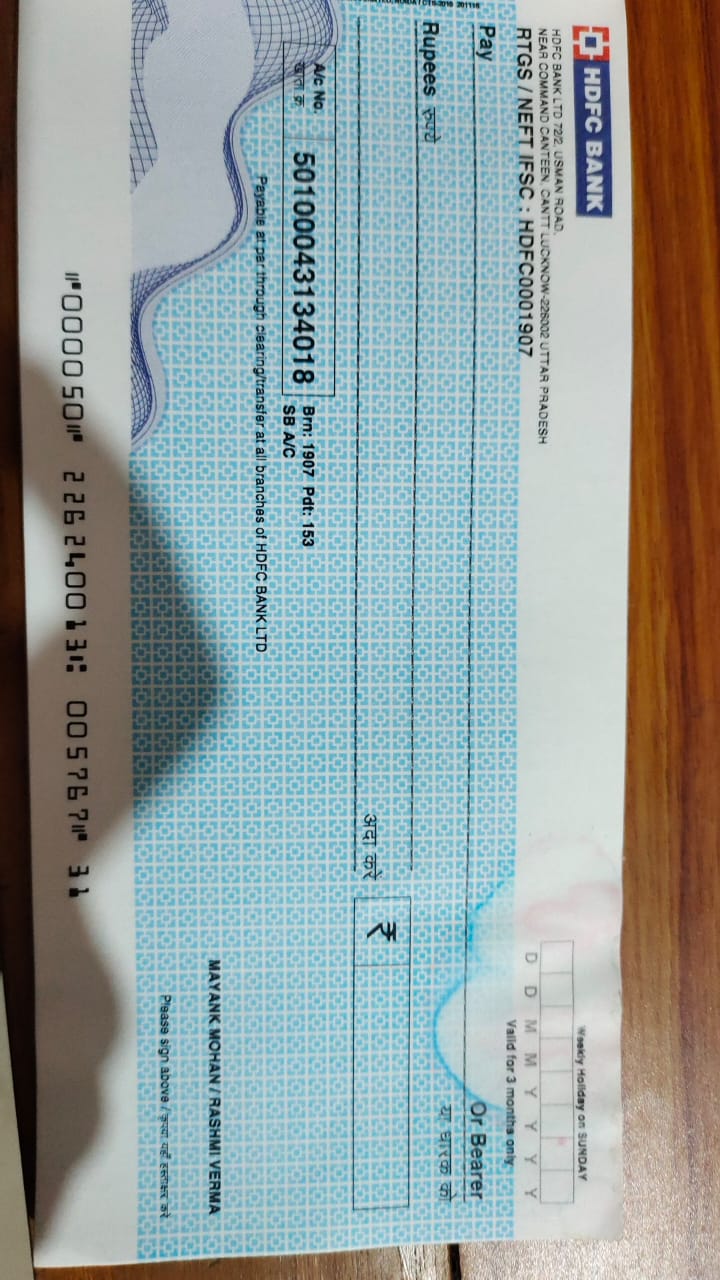 HDFC BANK
HDFC BANK LTD 72/2, USMAN ROAD,
NEAR COMMAND CANTEEN, CANTT LUCKNOW-226002 UTTAR PRADESH
RTGS / NEFT IFSC : HDFC0001907
Weekly Holiday on SUNDAY
D D M M Y Y Y Y
Valid for 3 months only
Pay
Or Bearer
या धारक को
Rupees रुपये
अदा करें
₹
A/c No.
खाता क्र.
50100043134018
Brn: 1907 Pdt: 153
SB A/C
Payable at par through clearing/transfer at all branches of HDFC BANK LTD
MAYANK MOHAN / RASHMI VERMA
Please sign above / कृपया यहाँ हस्ताक्षर करें
⑈000050⑈ 226240013⑆ 005767⑈ 31